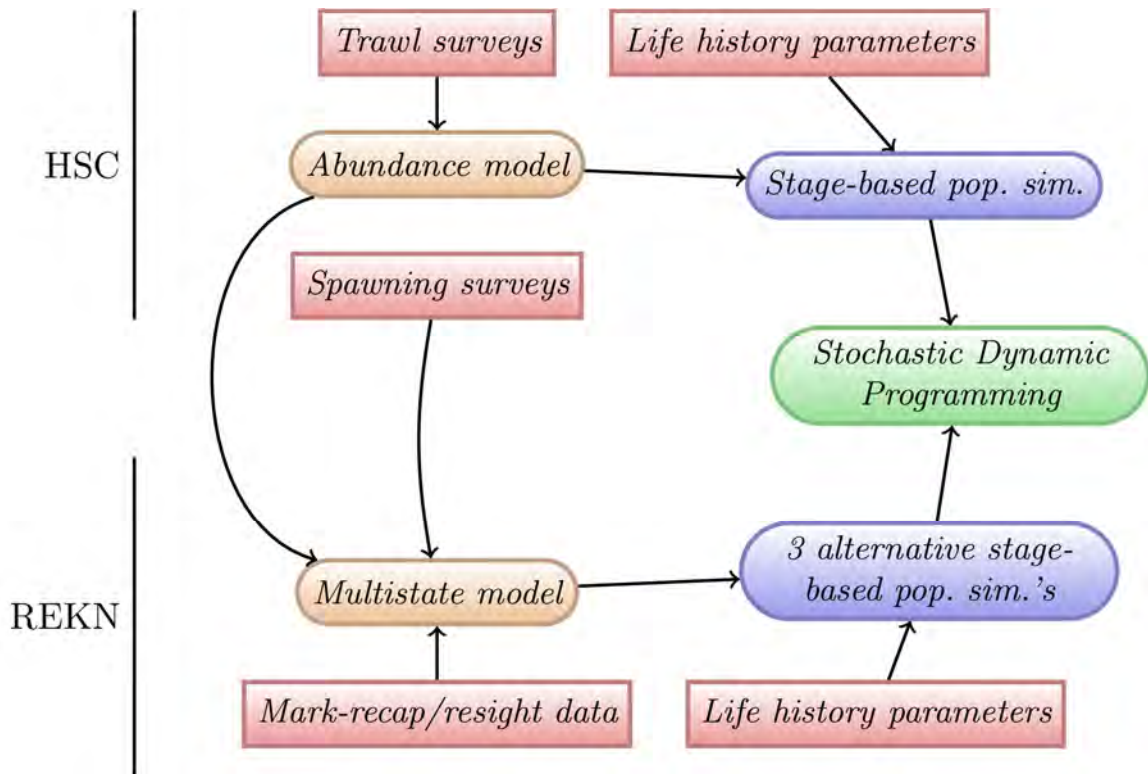 Trawl surveys
Life history parameters
HSC
Abundance model
Stage-based pop. sim.
Spawning surveys
Stochastic Dynamic
Programming
REKN
Multistate model
3 alternative stage-
based pop. sim.'s
Mark-recap/resight data
Life history parameters